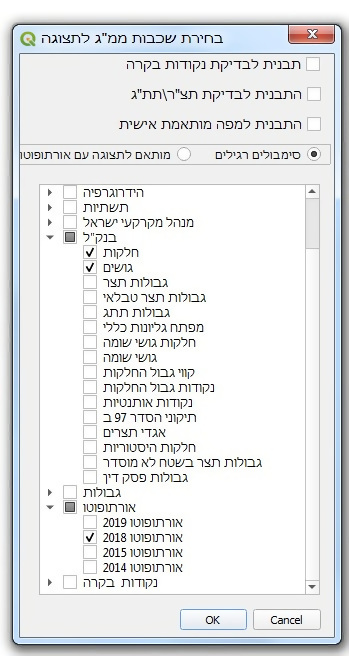 בחירת שכבות ממ"ג לתצוגה
תבנית לבדיקת נקודות בקרה
התבנית לבדיקת תצ"ר\תת"ג
התבנית למפה מותאמת אישית
סימבולים רגילים
מותאם לתצוגה עם אורתופוטו
הידרוגרפיה
תשתיות
מנהל מקרקעי ישראל
בנק"ל
חלקות
גושים
גבולות תצר
גבולות תצר טבלאי
גבולות תתג
מפתח גליונות כללי
חלקות גושי שומה
גושי שומה
קווי גבול החלקות
נקודות גבול החלקות
נקודות אותנטיות
תיקוני הסדר 97 ב
אגדי תצרים
חלקות היסטוריות
גבולות תצר בשטח לא מוסדר
גבולות פסק דין
גבולות
אורתופוטו
אורתופוטו 2019
אורתופוטו 2018
אורתופוטו 2015
אורתופוטו 2014
נקודות בקרה
OK
Cancel